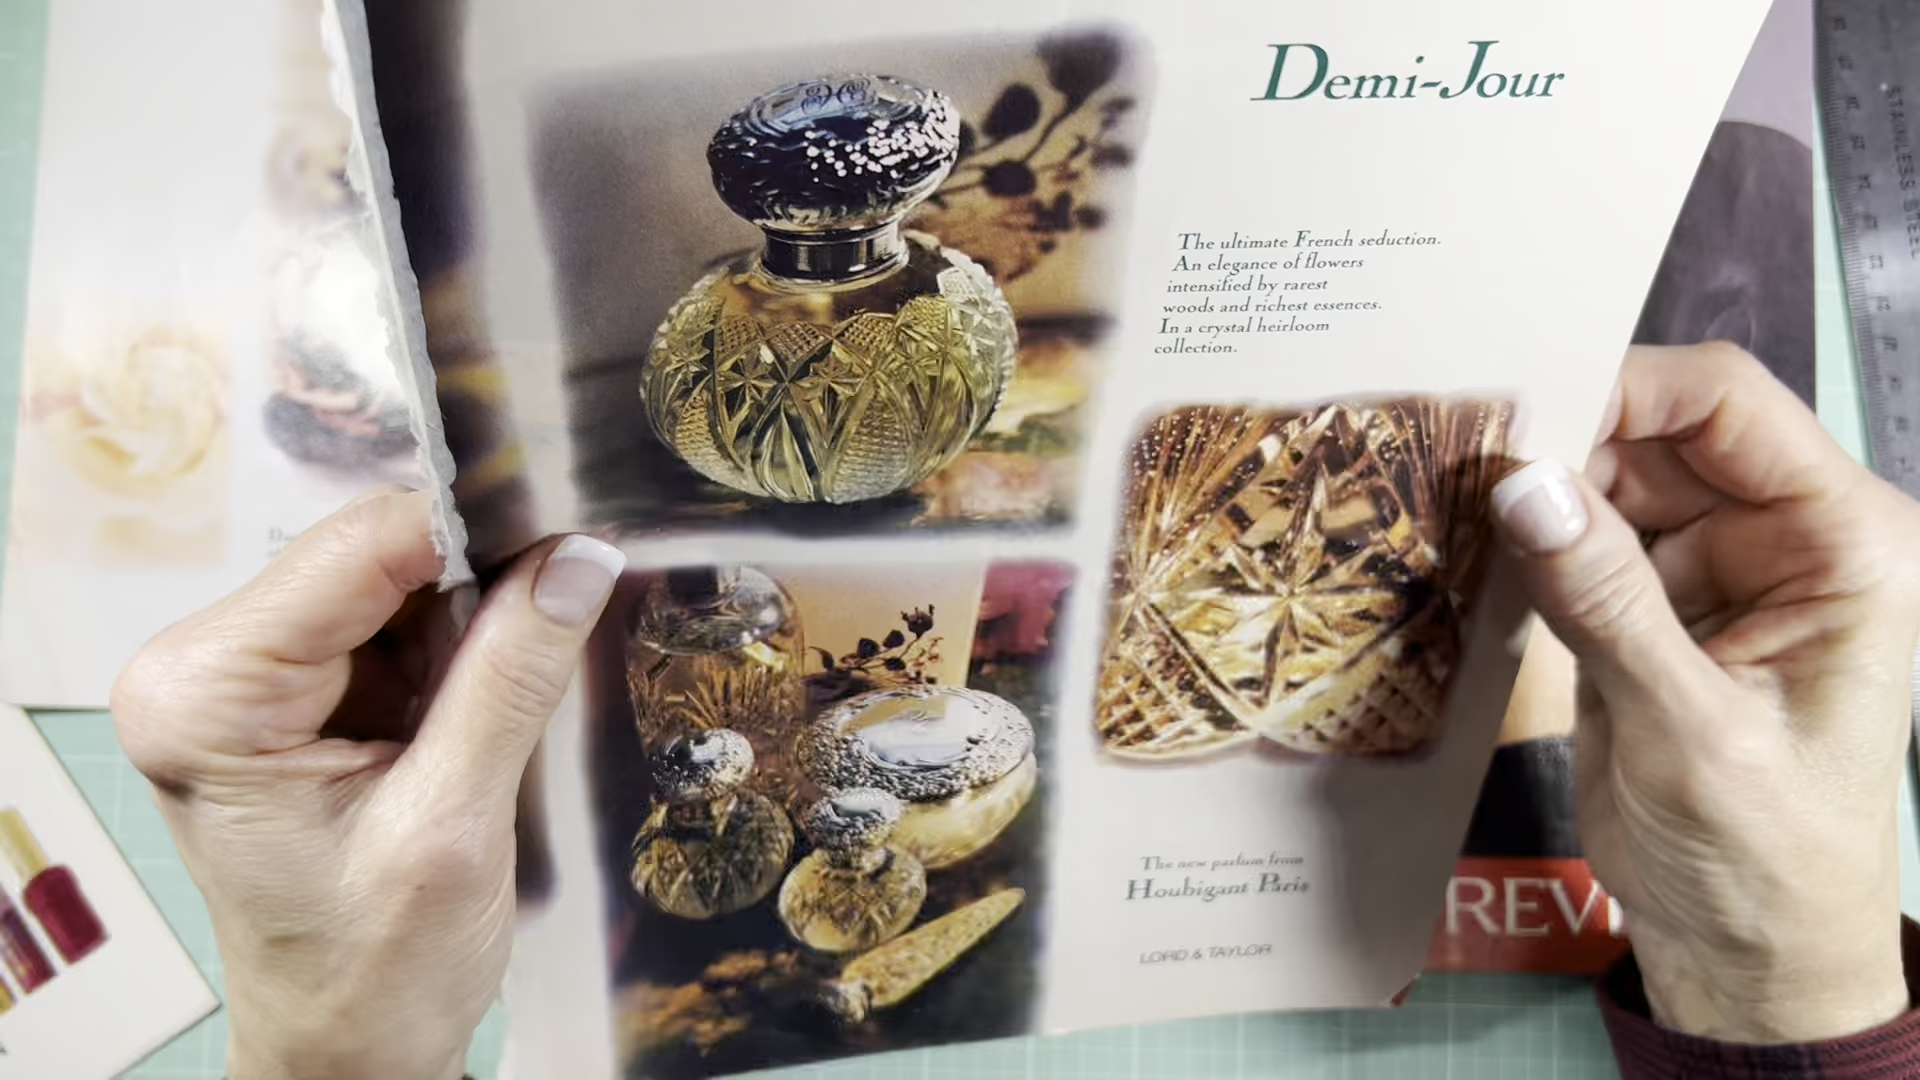 Demi-Jour
The ultimate French seduction.
An elegance of flowers
intensified by rarest
woods and richest essences.
In a crystal heirloom
collection.
The new parfum from
Houbigant Paris
LORD & TAYLOR
STAINLESS STEEL